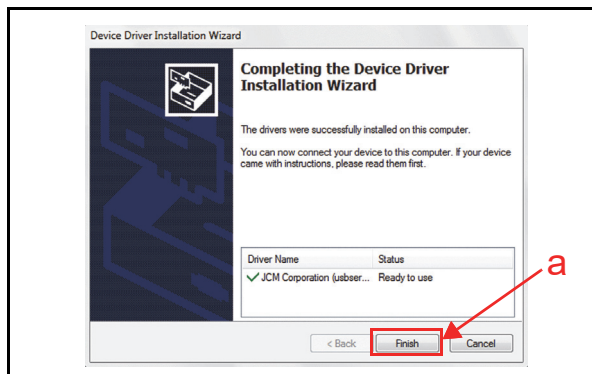 Device Driver Installation Wizard
Completing the Device Driver
Installation Wizard
The drivers were successfully installed on this computer.
You can now connect your device to this computer. If your device
came with instructions, please read them first.
Driver Name Status
JCM Corporation (usbser... Ready to use
a
< Back Finish Cancel